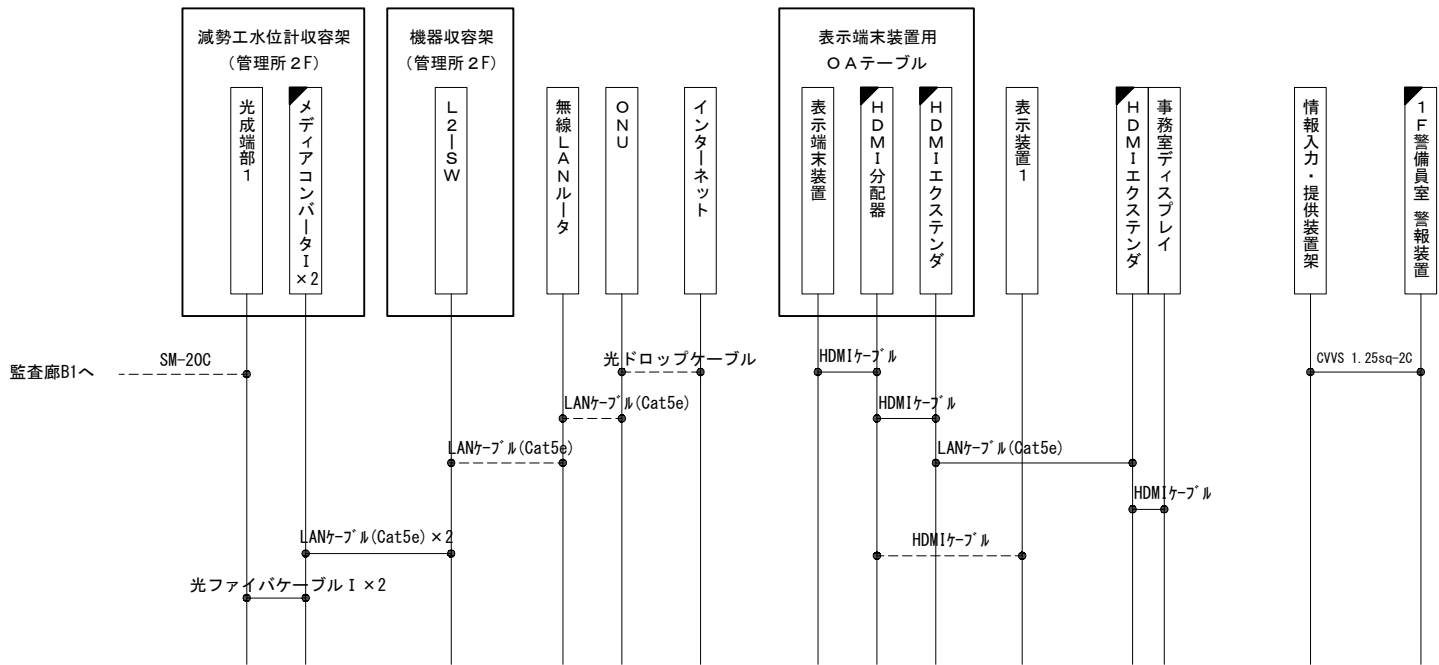 減勢工水位計収容架
（管理所２F）
機器収容架
（管理所２F）
表示端末装置用
ＯＡテーブル
光成端部１
メディアコンバータＩ×２
Ｌ２－ＳＷ
無線ＬＡＮルータ
ＯＮＵ
インターネット
表示端末装置
ＨＤＭＩ分配器
ＨＤＭＩエクステンダ
表示装置１
ＨＤＭＩエクステンダ
事務室ディスプレイ
情報入力・提供装置架
１Ｆ警備員室 警報装置
監査廊B1へ
SM-20C
光ドロップケーブル
HDMIｹｰﾌﾞﾙ
CVVS 1.25sq-2C
LANケーブル(Cat5e)
HDMIｹｰﾌﾞﾙ
LANｹｰﾌﾞﾙ(Cat5e)
LANｹｰﾌﾞﾙ(Cat5e)
HDMIｹｰﾌﾞﾙ
LANｹｰﾌﾞﾙ(Cat5e)×2
HDMIｹｰﾌﾞﾙ
光ファイバケーブルⅠ×2